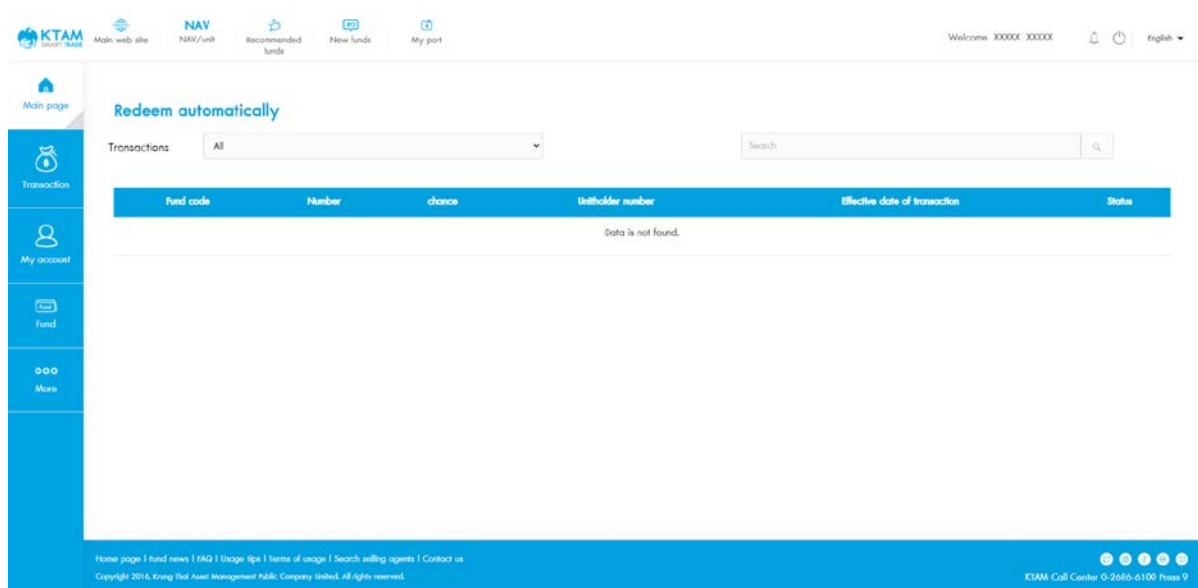 KTAM
SMART TRADE
Main web site
NAV
NAV/unit
Recommended
funds
IPO
New funds
My port
Welcome XXXXX XXXXX
English
Main page
Transaction
My account
Fund
Fund
More
Redeem automatically
Transactions
All
Search
Fund code Number chance Unitholder number Effective date of transaction Status
Data is not found.
Home page | Fund news | FAQ | Usage tips | Terms of usage | Search selling agents | Contact us
Copyright 2016, Krung Thai Asset Management Public Company Limited. All rights reserved.
KTAM Call Center 0-2686-6100 Press 9